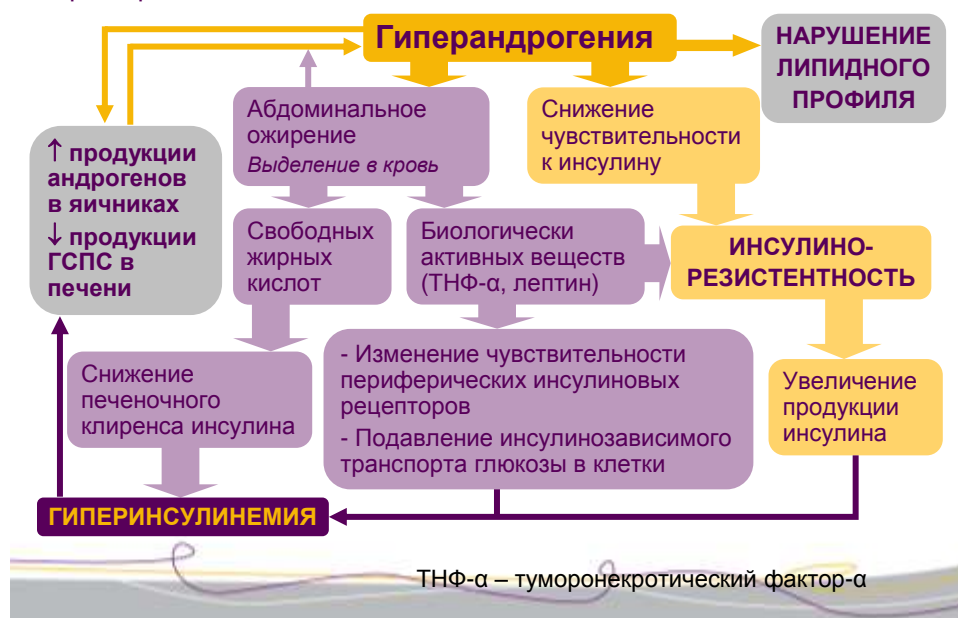 Гиперандрогения
НАРУШЕНИЕ
ЛИПИДНОГО
ПРОФИЛЯ
Абдоминальное
ожирение
Выделение в кровь
Снижение
чувствительности
к инсулину
↑ продукции
андрогенов
в яичниках
↓ продукции
ГСПС в
печени
Свободных
жирных
кислот
Биологически
активных веществ
(ТНФ-α, лептин)
ИНСУЛИНО-
РЕЗИСТЕНТНОСТЬ
Снижение
печеночного
клиренса инсулина
- Изменение чувствительности
периферических инсулиновых
рецепторов
- Подавление инсулинозависимого
транспорта глюкозы в клетки
Увеличение
продукции
инсулина
ГИПЕРИНСУЛИНЕМИЯ
ТНФ-α – туморонекротический фактор-α